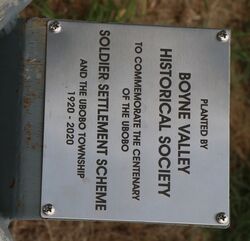 PLANTED BY
BOYNE VALLEY
HISTORICAL SOCIETY
TO COMMEMORATE THE CENTENARY
OF THE UBOBO
SOLDIER SETTLEMENT SCHEME
AND THE UBOBO TOWNSHIP
1920 - 2020